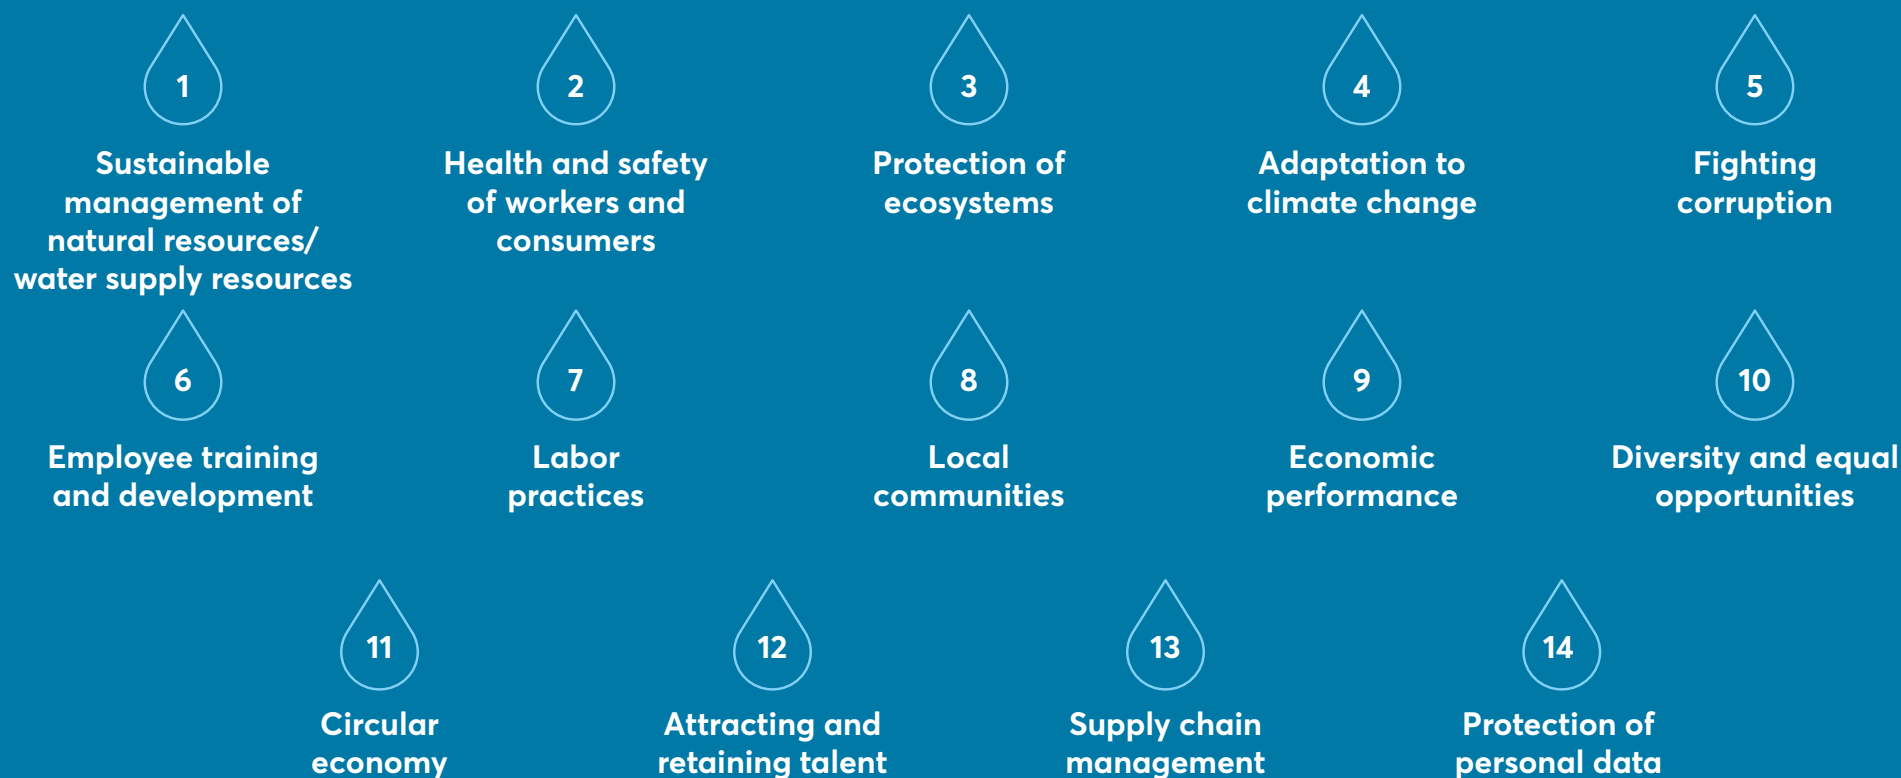 1
Sustainable
management of
natural resources/
water supply resources
2
Health and safety
of workers and
consumers
3
Protection of
ecosystems
4
Adaptation to
climate change
5
Fighting
corruption
6
Employee training
and development
7
Labor
practices
8
Local
communities
9
Economic
performance
10
Diversity and equal
opportunities
11
Circular
economy
12
Attracting and
retaining talent
13
Supply chain
management
14
Protection of
personal data